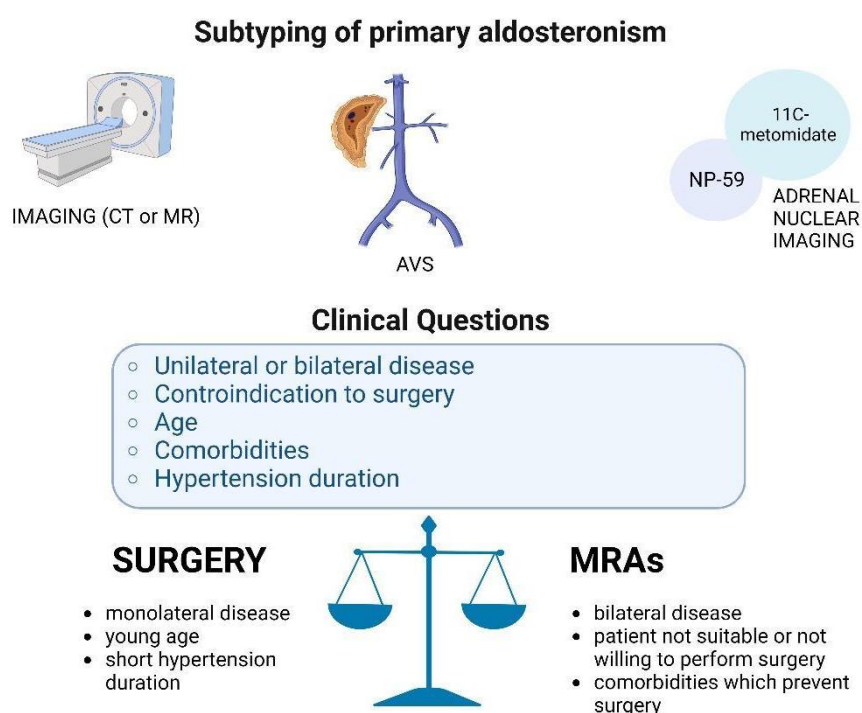 Subtyping of primary aldosteronism
IMAGING (CT or MR)
AVS
NP-59
11C-
metomidate
ADRENAL
NUCLEAR
IMAGING
Clinical Questions
Unilateral or bilateral disease
Controindication to surgery
Age
Comorbidities
Hypertension duration
SURGERY
• monolateral disease
• young age
• short hypertension
duration
MRAs
• bilateral disease
• patient not suitable or not
willing to perform surgery
• comorbidities which prevent
surgery